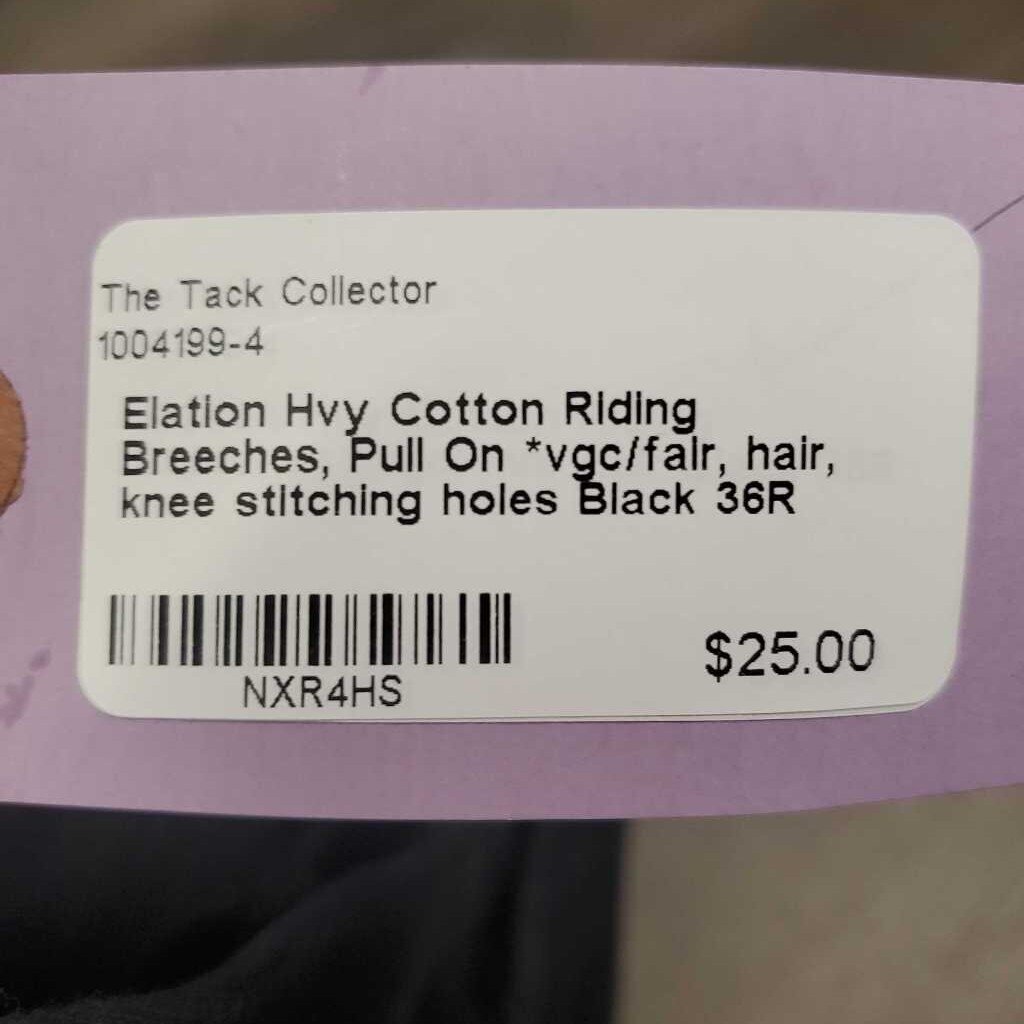 The Tack Collector
1004199-4
Elation Hvy Cotton Riding
Breeches, Pull On *vgc/fair, hair,
knee stitching holes Black 36R
NXR4HS
$25.00